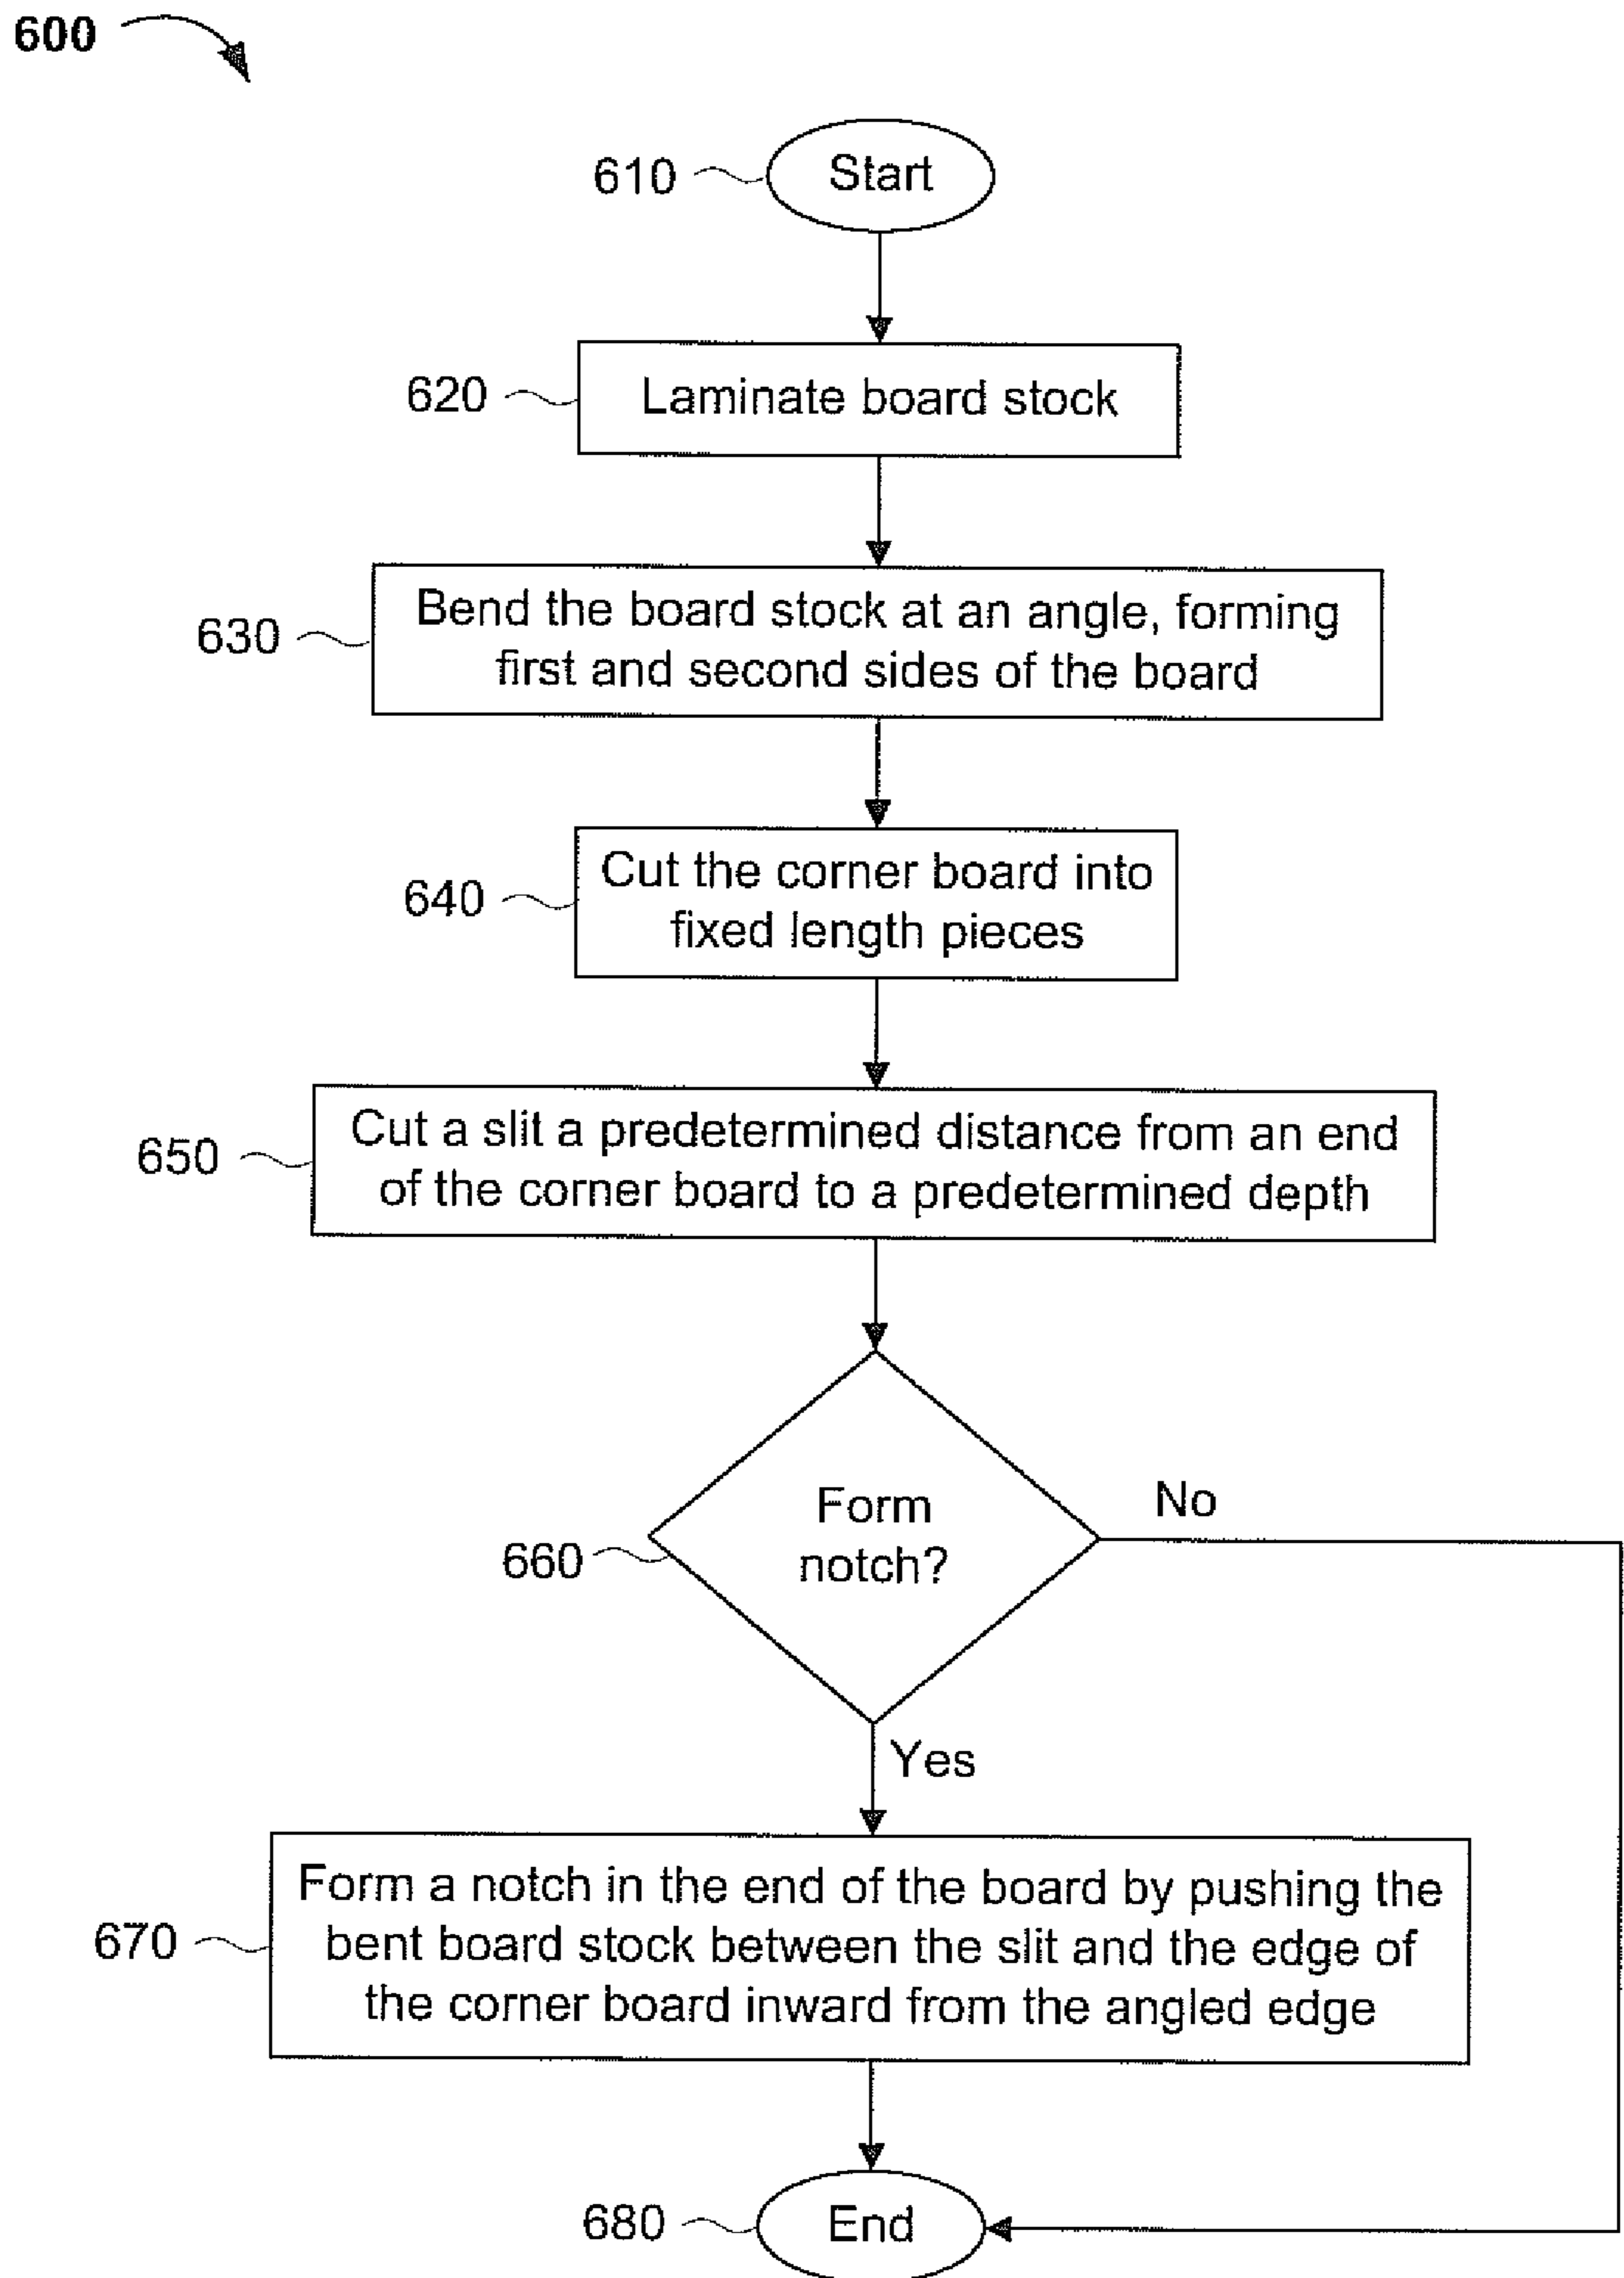 600
610
Start
620
Laminate board stock
630
Bend the board stock at an angle, forming
first and second sides of the board
640
Cut the corner board into
fixed length pieces
650
Cut a slit a predetermined distance from an end
of the corner board to a predetermined depth
660
Form
notch?
No
Yes
670
Form a notch in the end of the board by pushing the
bent board stock between the slit and the edge of
the corner board inward from the angled edge
680
End